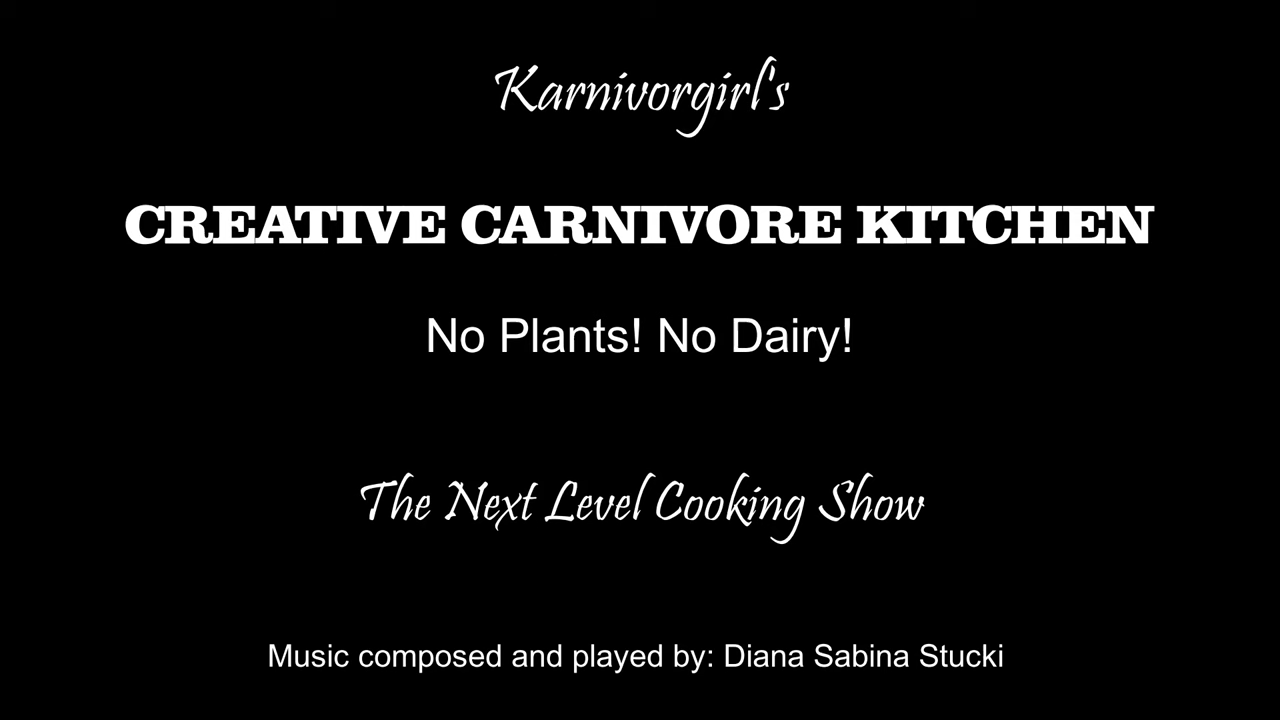 Karnivorgirl's
CREATIVE CARNIVORE KITCHEN
No Plants! No Dairy!
The Next Level Cooking Show
Music composed and played by: Diana Sabina Stucki